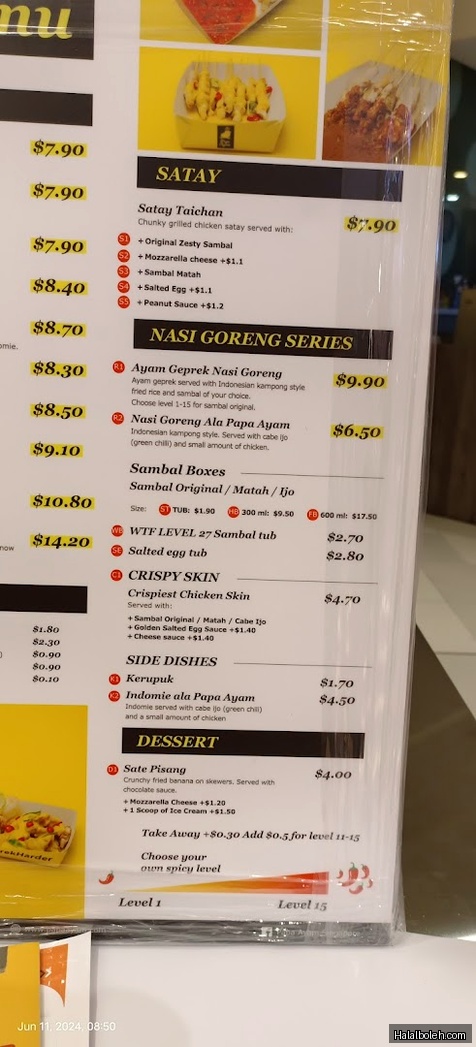 nu
$7.90
$7.90
$7.90
$8.40
$8.70
omie.
$8.30
$8.50
$9.10
$10.80
now
$14.20
$1.80
$2.30
$0.90
$0.90
$0.10
SATAY
Satay Taichan
$7.90
Chunky grilled chicken satay served with:
S1 +Original Zesty Sambal
S2 +Mozzarella cheese +$1.1
S3 +Sambal Matah
S4 +Salted Egg +$1.1
S5 +Peanut Sauce +$1.2
NASI GORENG SERIES
R1 Ayam Geprek Nasi Goreng
$9.90
Ayam geprek served with Indonesian kampong style
fried rice and sambal of your choice.
Choose level 1-15 for sambal original.
R2 Nasi Goreng Ala Papa Ayam
$6.50
Indonesian kampong style. Served with cabe ijo
(green chilli) and small amount of chicken.
Sambal Boxes
Sambal Original / Matah / Ijo
Size: ST TUB: $1.90 HB 300 ml: $9.50 FB 600 ml: $17.50
WB WTF LEVEL 27 Sambal tub $2.70
SE Salted egg tub $2.80
C1 CRISPY SKIN
Crispiest Chicken Skin $4.70
Served with:
+Sambal Original / Matah / Cabe Ijo
+Golden Salted Egg Sauce +$1.40
+Cheese sauce +$1.40
SIDE DISHES
K1 Kerupuk $1.70
K2 Indomie ala Papa Ayam $4.50
Indomie served with cabe ijo (green chili)
and a small amount of chicken
DESSERT
D1 Sate Pisang $4.00
Crunchy fried banana on skewers. Served with
chocolate sauce.
+Mozzarella Cheese +$1.20
+1 Scoop of Ice Cream +$1.50
Take Away +$0.30 Add $0.5 for level 11-15
Choose your
own spicy level
Level 1 Level 15
rekHarder
Jun 11, 2024, 08:50
Halalboleh.com